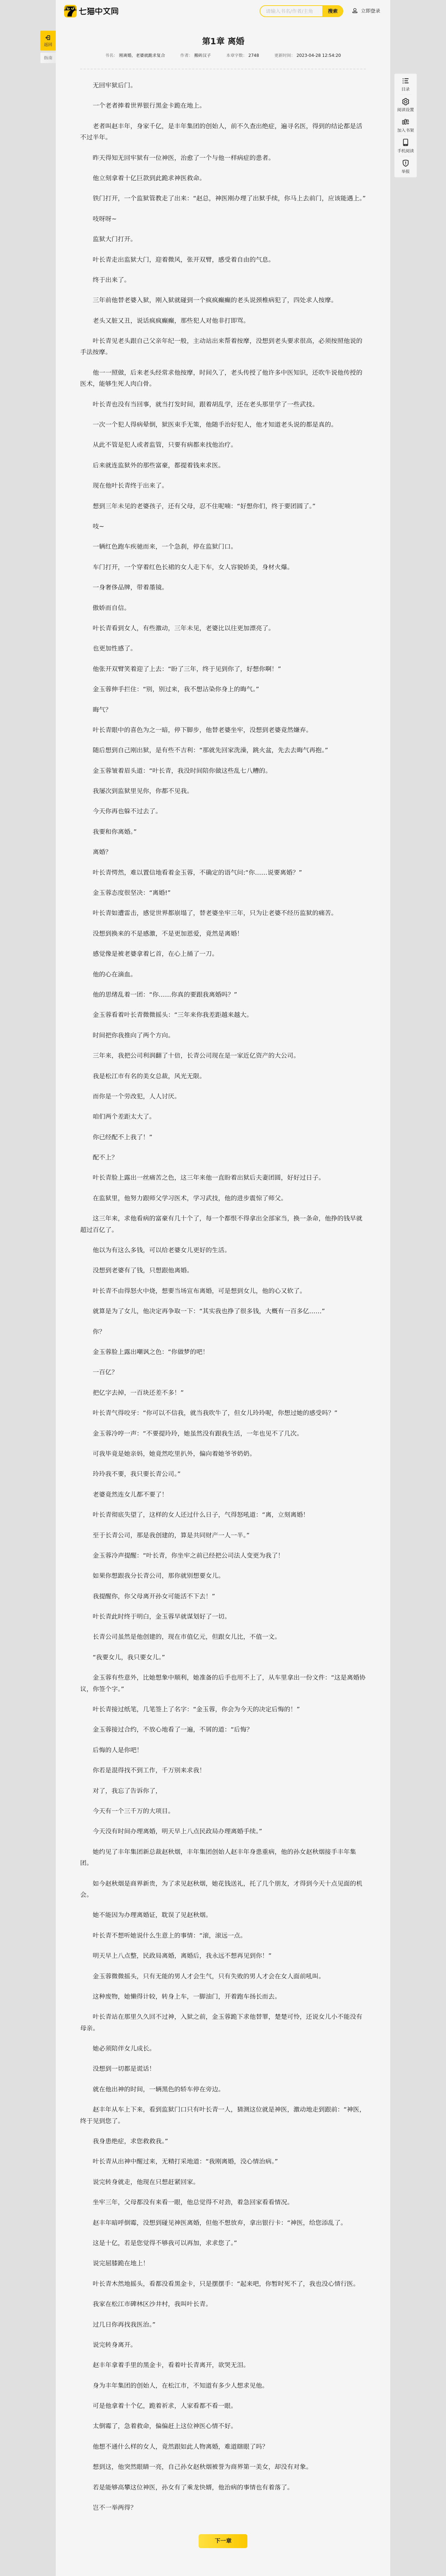 七猫中文网
请输入书名/作者/主角
搜索
立即登录
返回
畅读
目录
阅读设置
加入书架
手机阅读
举报
第1章 离婚
2748
更新时间： 2023-04-28 12:54:20
无回牢狱后门。
一个老者捧着世界银行黑金卡跪在地上。
老者叫赵丰年，身家千亿，是丰年集团的创始人，前不久查出绝症，遍寻名医，得到的结论都是活
不过半年。
昨天得知无回牢狱有一位神医，治愈了一个与他一样病症的患者。
他立刻拿着十亿巨款到此跪求神医救命。
铁门打开，一个监狱管教走了出来：“赵总，神医刚办理了出狱手续，你马上去前门，应该能遇上。”
吱呀呀~
监狱大门打开。
叶长青走出监狱大门，迎着微风，张开双臂，感受着自由的气息。
终于出来了。
三年前他替老婆入狱，刚入狱就碰到一个疯疯癫癫的老头说颈椎病犯了，四处求人按摩。
老头又脏又丑，说话疯疯癫癫，那些犯人对他非打即骂。
叶长青见老头跟自己父亲年纪一般，主动站出来帮着按摩，没想到老头要求很高，必须按照他说的
手法按摩。
他一一照做，后来老头经常求他按摩，时间久了，老头传授了他许多中医知识，还吹牛说他传授的
医术，能够生死人肉白骨。
叶长青也没有当回事，就当打发时间，跟着胡乱学，还在老头那里学了一些武技。
一次一个犯人得病晕倒，狱医束手无策，他随手治好犯人，他才知道老头说的都是真的。
从此不管是犯人或者监管，只要有病都来找他治疗。
后来就连监狱外的那些富豪，都提着钱来求医。
现在他叶长青终于出来了。
想到三年未见的老婆孩子，还有父母，忍不住呢喃：“好想你们，终于要团圆了。”
吱~
一辆红色跑车疾驰而来，一个急刹，停在监狱门口。
车门打开，一个穿着红色长裙的女人走下车，女人容貌娇美，身材火爆。
一身奢侈品牌，带着墨镜。
傲娇而自信。
叶长青看到女人，有些激动，三年未见，老婆比以往更加漂亮了。
也更加性感了。
他张开双臂笑着迎了上去：“盼了三年，终于见到你了，好想你啊！”
金玉蓉伸手拦住：“别，别过来，我不想沾染你身上的晦气。”
晦气？
叶长青眼中的喜色为之一暗，停下脚步，他替老婆坐牢，没想到老婆竟然嫌弃。
随后想到自己刚出狱，是有些不吉利：“那就先回家洗澡，跳火盆，先去去晦气再抱。”
金玉蓉皱着眉头道：“叶长青，我没时间陪你做这些乱七八糟的。
我屡次到监狱里见你，你都不见我。
今天你再也躲不过去了。
我要和你离婚。”
离婚？
叶长青愕然，难以置信地看着金玉蓉，不确定的语气问:“你……说要离婚？”
金玉蓉态度很坚决：“离婚!”
叶长青如遭雷击，感觉世界都崩塌了，替老婆坐牢三年，只为让老婆不经历监狱的痛苦。
没想到换来的不是感激，不是更加恩爱，竟然是离婚！
感觉像是被老婆拿着匕首，在心上捅了一刀。
他的心在滴血。
他的思绪乱着一团：“你……你真的要跟我离婚吗？”
金玉蓉看着叶长青微微摇头：“三年来你我差距越来越大。
时间把你我推向了两个方向。
三年来，我把公司利润翻了十倍，长青公司现在是一家近亿资产的大公司。
我是松江市有名的美女总裁，风光无限。
而你是一个劳改犯，人人讨厌。
咱们两个差距太大了。
你已经配不上我了！”
配不上？
叶长青脸上露出一丝痛苦之色，这三年来他一直盼着出狱后夫妻团圆，好好过日子。
在监狱里，他努力跟师父学习医术，学习武技，他的进步震惊了师父。
这三年来，求他看病的富豪有几十个了，每一个都恨不得拿出全部家当，换一条命，他挣的钱早就
超过百亿了。
他以为有这么多钱，可以给老婆女儿更好的生活。
没想到老婆有了钱，只想跟他离婚。
叶长青不由得怒火中烧，想要当场宣布离婚，可是想到女儿，他的心又软了。
就算是为了女儿，他决定再争取一下：“其实我也挣了很多钱，大概有一百多亿……”
你？
金玉蓉脸上露出嘲讽之色：“你做梦的吧！
一百亿？
把亿字去掉，一百块还差不多！”
叶长青气得咬牙：“你可以不信我，就当我吹牛了，但女儿玲玲呢，你想过她的感受吗？”
金玉蓉冷哼一声：“不要提玲玲，她虽然没有跟我生活，一年也见不了几次。
可我毕竟是她亲妈，她竟然吃里扒外，偏向着她爷爷奶奶。
玲玲我不要，我只要长青公司。”
老婆竟然连女儿都不要了！
叶长青彻底失望了，这样的女人还过什么日子，气得怒吼道：“离，立刻离婚！
至于长青公司，那是我创建的，算是共同财产一人一半。”
金玉蓉冷声提醒：“叶长青，你坐牢之前已经把公司法人变更为我了！
如果你想跟我分长青公司，那你就别想要女儿。
我提醒你，你父母离开孙女可能活不下去！”
叶长青此时终于明白，金玉蓉早就谋划好了一切。
长青公司虽然是他创建的，现在市值亿元，但跟女儿比，不值一文。
“我要女儿，我只要女儿。”
金玉蓉有些意外，比她想象中顺利，她准备的后手也用不上了，从车里拿出一份文件：“这是离婚协
议，你签个字。”
叶长青接过纸笔，几笔签上了名字：“金玉蓉，你会为今天的决定后悔的！”
金玉蓉接过合约，不放心地看了一遍，不屑的道：“后悔？
后悔的人是你吧！
你若是混得找不到工作，千万别来求我！
对了，我忘了告诉你了，
今天有一个三千万的大项目。
今天没有时间办理离婚，明天早上八点民政局办理离婚手续。”
她约见了丰年集团新总裁赵秋烟，丰年集团创始人赵丰年身患重病，他的孙女赵秋烟接手丰年集
团。
如今赵秋烟是商界新贵，为了求见赵秋烟，她花钱送礼，托了几个朋友，才得到今天十点见面的机
会。
她不能因为办理离婚证，耽误了见赵秋烟。
叶长青不想听她说什么生意上的事情：“滚，滚远一点。
明天早上八点整，民政局离婚，离婚后，我永远不想再见到你！”
金玉蓉微微摇头，只有无能的男人才会生气，只有失败的男人才会在女人面前吼叫。
这种废物，她懒得计较，转身上车，一脚油门，开着跑车扬长而去。
叶长青站在那里久久回不过神，入狱之前，金玉蓉跪下求他替罪，楚楚可怜，还说女儿小不能没有
母亲。
她必须陪伴女儿成长。
没想到一切都是谎话！
就在他出神的时间，一辆黑色的轿车停在旁边。
赵丰年从车上下来，看到监狱门口只有叶长青一人，猜测这位就是神医，激动地走到跟前：“神医，
终于见到您了。
我身患绝症，求您救救我。”
叶长青从出神中醒过来，无精打采地道：“我刚离婚，没心情治病。”
说完转身就走，他现在只想赶紧回家。
坐牢三年，父母都没有来看一眼，他总觉得不对劲，着急回家看看情况。
赵丰年暗呼倒霉，没想到碰见神医离婚，但他不想放弃，拿出银行卡：“神医，给您添乱了。
这是十亿，若是您觉得不够我可以再加，求求您了。”
说完屈膝跪在地上！
叶长青木然地摇头，看都没看黑金卡，只是摆摆手：“起来吧，你暂时死不了，我也没心情行医。
我家在松江市碑林区沙井村，我叫叶长青。
过几日你再找我医治。”
说完转身离开。
赵丰年拿着手里的黑金卡，看着叶长青离开，欲哭无泪。
身为丰年集团的创始人，在松江市，不知道有多少人想求见他。
可是他拿着十个亿，跪着祈求，人家看都不看一眼。
太倒霉了，急着救命，偏偏赶上这位神医心情不好。
他想不通什么样的女人，竟然跟如此人物离婚，难道瞎眼了吗？
想到这，他突然眼睛一亮，自己孙女赵秋烟被誉为商界第一美女，却没有对象。
若是能够高攀这位神医，孙女有了乘龙快婿，他治病的事情也有着落了。
岂不一举两得？
下一章